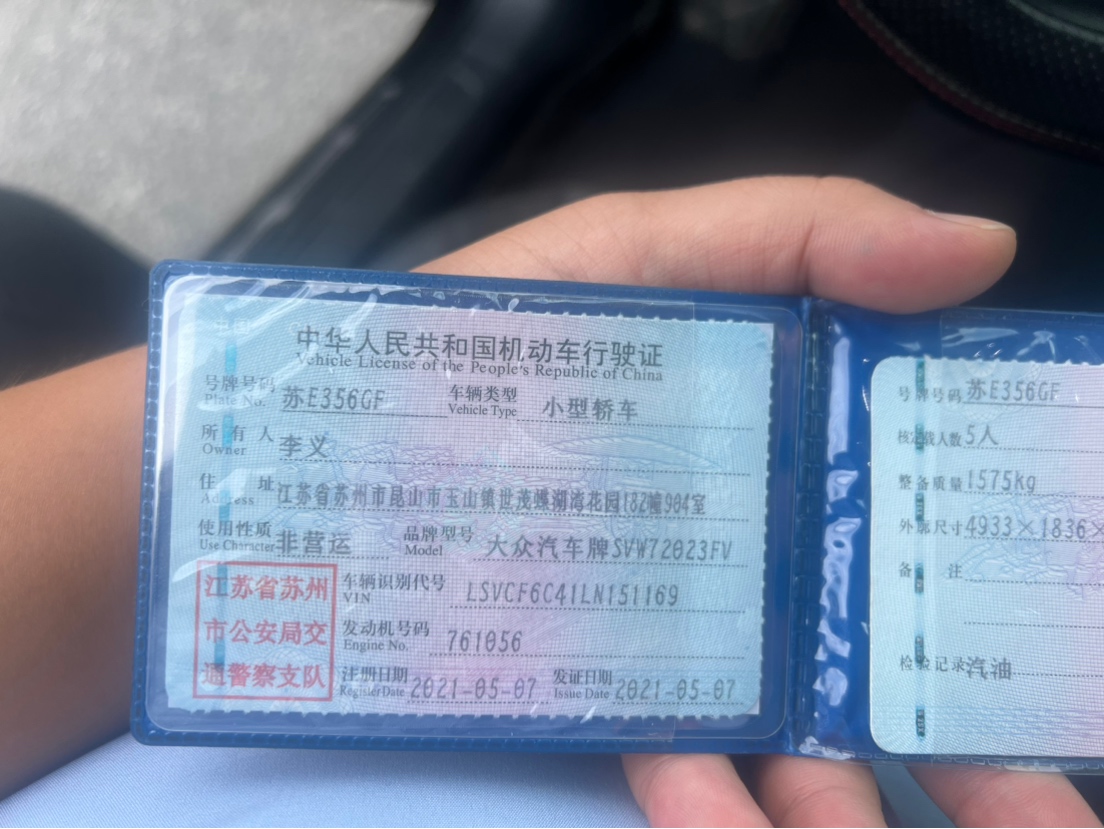 中华人民共和国机动车行驶证
Vehicle License of the People's Republic of China
号牌号码 苏E356GF 车辆类型 小型轿车
Plate No. Vehicle Type
所有人 李义
Owner
住址 江苏省苏州市昆山市玉山镇世茂蝶湖湾花园182幢904室
Address
使用性质 非营运 品牌型号 大众汽车牌SVW72023FV
Use Character Model
江苏省苏州
市公安局交
通警察支队
车辆识别代号 LSVCF6C41LN151169
VIN
发动机号码 761056
Engine No.
注册日期 2021-05-07 发证日期 2021-05-07
Register Date Issue Date
号牌号码 苏E356GF
核定载人数 5人
整备质量 1575kg
外廓尺寸 4933×1836×
备注
检验记录 汽油